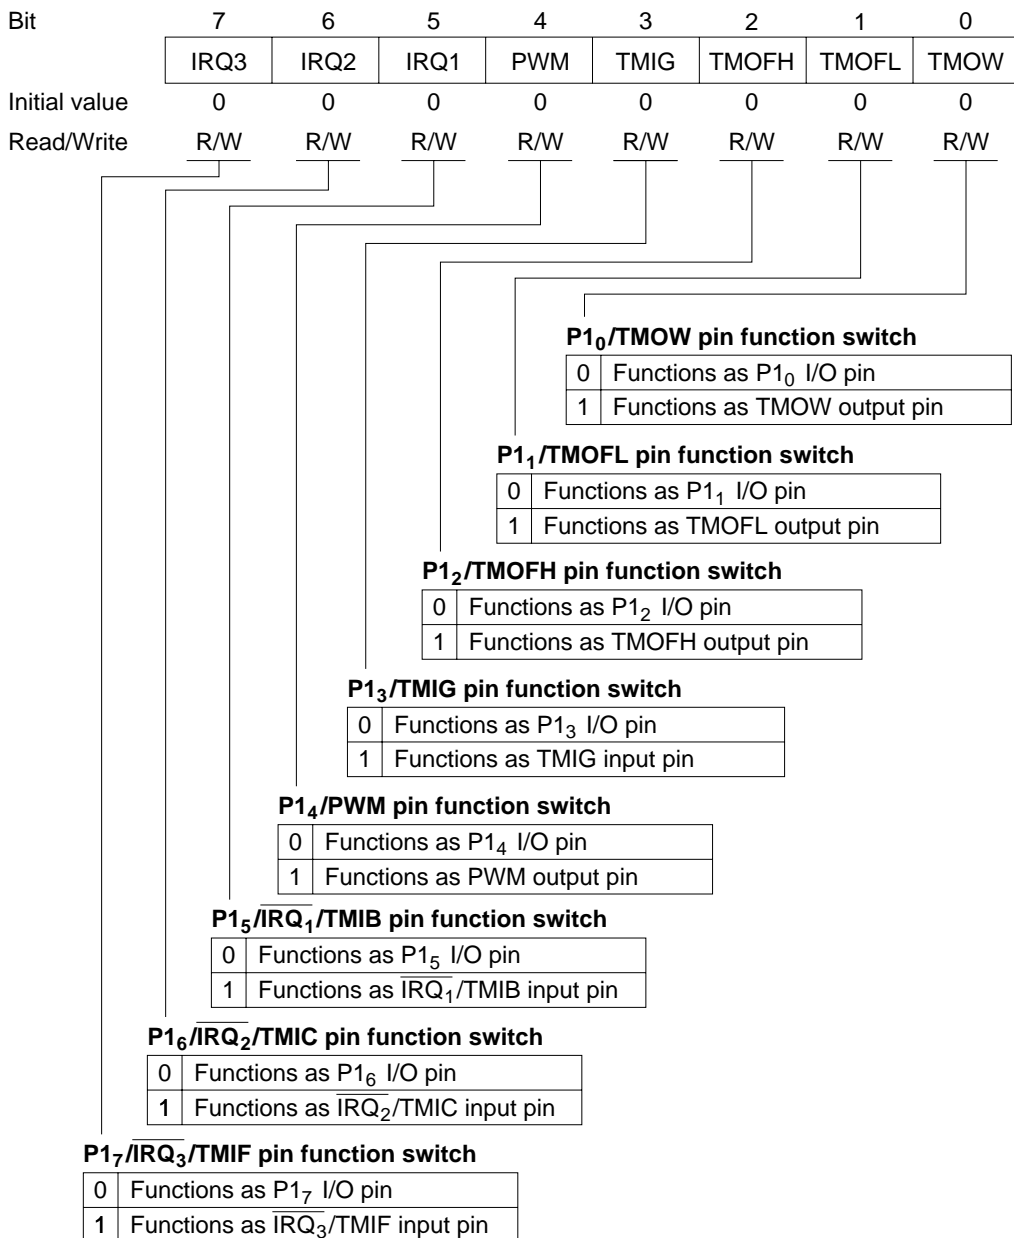 Bit 7 6 5 4 3 2 1 0
IRQ3 IRQ2 IRQ1 PWM TMIG TMOFH TMOFL TMOW
Initial value 0 0 0 0 0 0 0 0
Read/Write R/W R/W R/W R/W R/W R/W R/W R/W
P1₀/TMOW pin function switch
0 Functions as P1₀ I/O pin
1 Functions as TMOW output pin
P1₁/TMOFL pin function switch
0 Functions as P1₁ I/O pin
1 Functions as TMOFL output pin
P1₂/TMOFH pin function switch
0 Functions as P1₂ I/O pin
1 Functions as TMOFH output pin
P1₃/TMIG pin function switch
0 Functions as P1₃ I/O pin
1 Functions as TMIG input pin
P1₄/PWM pin function switch
0 Functions as P1₄ I/O pin
1 Functions as PWM output pin
P1₅/I̅R̅Q̅₁/TMIB pin function switch
0 Functions as P1₅ I/O pin
1 Functions as I̅R̅Q̅₁/TMIB input pin
P1₆/I̅R̅Q̅₂/TMIC pin function switch
0 Functions as P1₆ I/O pin
1 Functions as I̅R̅Q̅₂/TMIC input pin
P1₇/I̅R̅Q̅₃/TMIF pin function switch
0 Functions as P1₇ I/O pin
1 Functions as I̅R̅Q̅₃/TMIF input pin